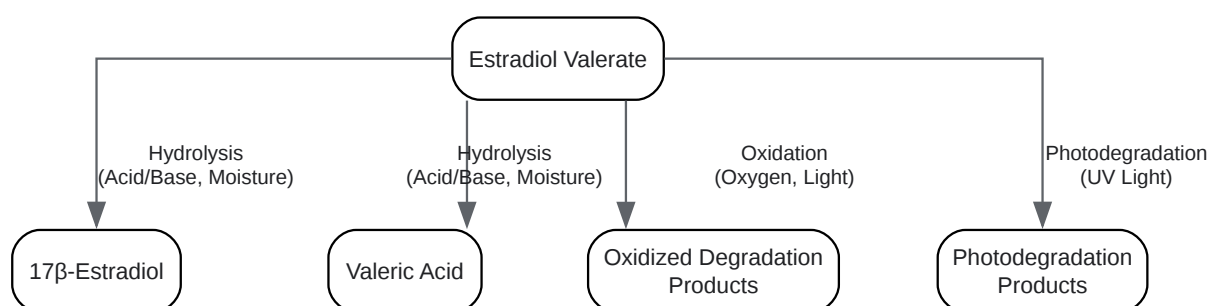 Estradiol Valerate
Hydrolysis
(Acid/Base, Moisture)
Hydrolysis
(Acid/Base, Moisture)
Oxidation
(Oxygen, Light)
Photodegradation
(UV Light)
17β-Estradiol
Valeric Acid
Oxidized Degradation
Products
Photodegradation
Products